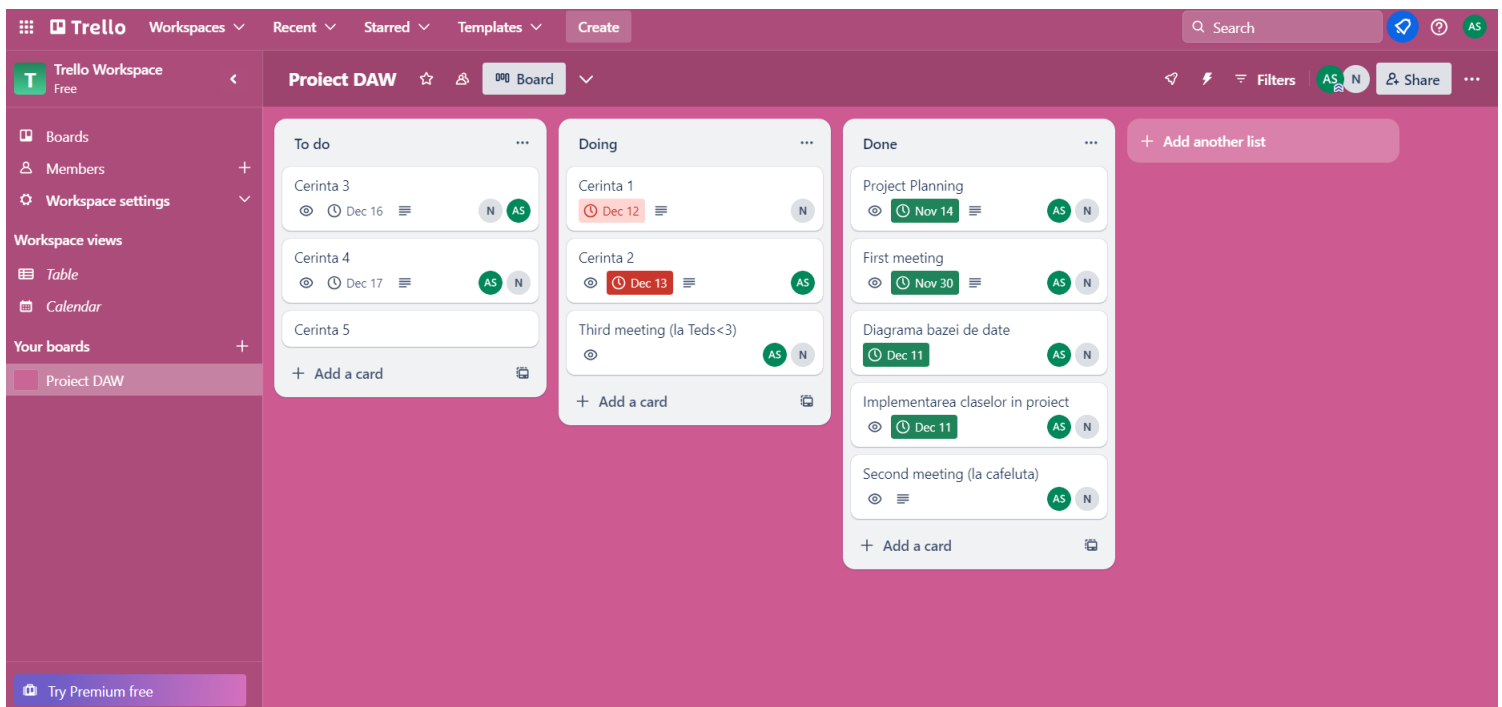 Trello Workspaces Recent Starred Templates Create Search AS
T Trello Workspace
Free
Proiect DAW Board Filters AS N Share
Boards
Members
Workspace settings
Workspace views
Table
Calendar
Your boards
Proiect DAW
Try Premium free
To do
Cerinta 3
Dec 16 N AS
Cerinta 4
Dec 17 AS N
Cerinta 5
+ Add a card
Doing
Cerinta 1
Dec 12 N
Cerinta 2
Dec 13 AS
Third meeting (la Teds<3)
AS N
+ Add a card
Done
Project Planning
Nov 14 AS N
First meeting
Nov 30 AS N
Diagrama bazei de date
Dec 11 AS N
Implementarea claselor in proiect
Dec 11 AS N
Second meeting (la cafeluta)
AS N
+ Add a card
+ Add another list